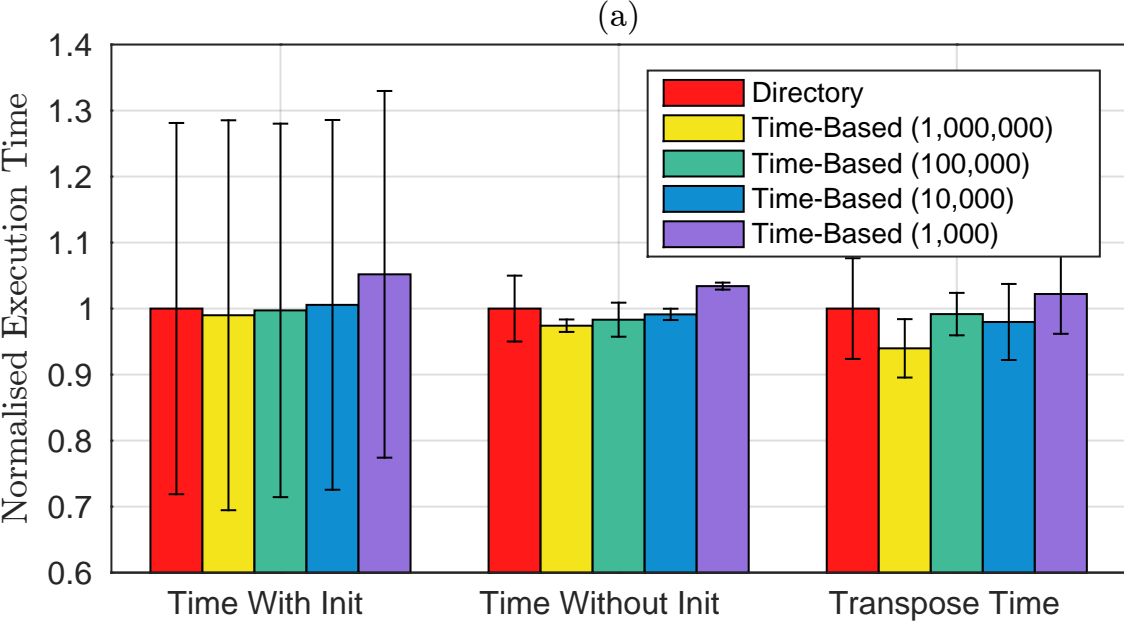 (a)
Normalised Execution Time
1.4
1.3
1.2
1.1
1
0.9
0.8
0.7
0.6
Directory
Time-Based (1,000,000)
Time-Based (100,000)
Time-Based (10,000)
Time-Based (1,000)
Time With Init
Time Without Init
Transpose Time